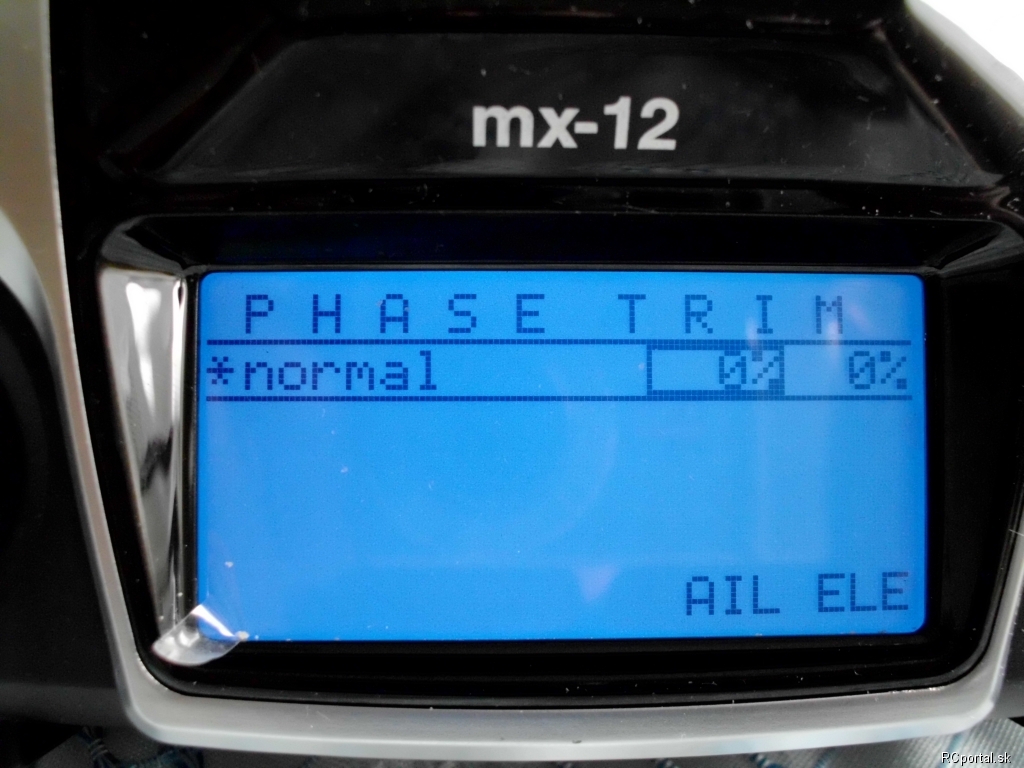 mx-12
PHASE TRIM
*normal 0% 0%
AIL ELE
RCportal.sk